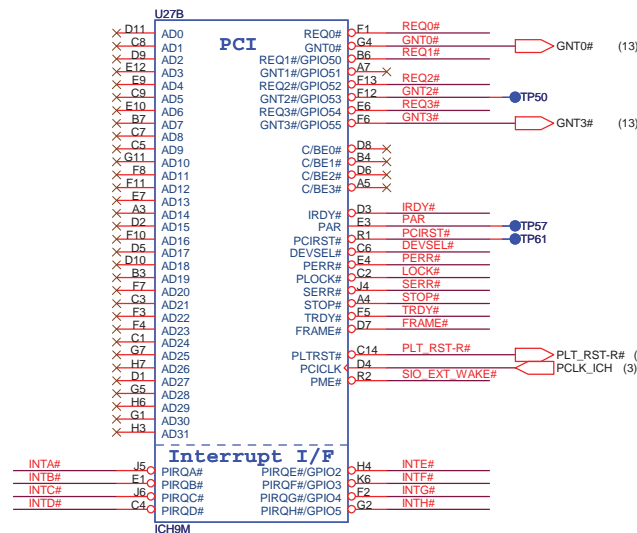 U27B
PCI
D11 AD0 REQ0# F1 REQ0#
C8 AD1 GNT0# G4 GNT0# GNT0# (13)
D9 AD2 REQ1#/GPIO50 B6 REQ1#
E12 AD3 GNT1#/GPIO51 A7
E9 AD4 REQ2#/GPIO52 F13 REQ2#
C9 AD5 GNT2#/GPIO53 F12 GNT2# TP50
E10 AD6 REQ3#/GPIO54 E6 REQ3#
B7 AD7 GNT3#/GPIO55 F6 GNT3# GNT3# (13)
C7 AD8
C5 AD9 C/BE0# D8
G11 AD10 C/BE1# B4
F8 AD11 C/BE2# D6
F11 AD12 C/BE3# A5
E7 AD13
A3 AD14 IRDY# D3 IRDY#
D2 AD15 PAR E3 PAR TP57
F10 AD16 PCIRST# R1 PCIRST# TP61
D5 AD17 DEVSEL# C6 DEVSEL#
D10 AD18 PERR# E4 PERR#
B3 AD19 PLOCK# C2 LOCK#
F7 AD20 SERR# J4 SERR#
C3 AD21 STOP# A4 STOP#
F3 AD22 TRDY# F5 TRDY#
F4 AD23 FRAME# D7 FRAME#
C1 AD24
G7 AD25 PLTRST# C14 PLT_RST-R# PLT_RST-R# (
H7 AD26 PCICLK D4 PCLK_ICH (3)
D1 AD27 PME# R2 SIO_EXT_WAKE#
G5 AD28
H6 AD29
G1 AD30
H3 AD31
Interrupt I/F
INTA# J5 PIRQA# PIRQE#/GPIO2 H4 INTE#
INTB# E1 PIRQB# PIRQF#/GPIO3 K6 INTF#
INTC# J6 PIRQC# PIRQG#/GPIO4 F2 INTG#
INTD# C4 PIRQD# PIRQH#/GPIO5 G2 INTH#
ICH9M